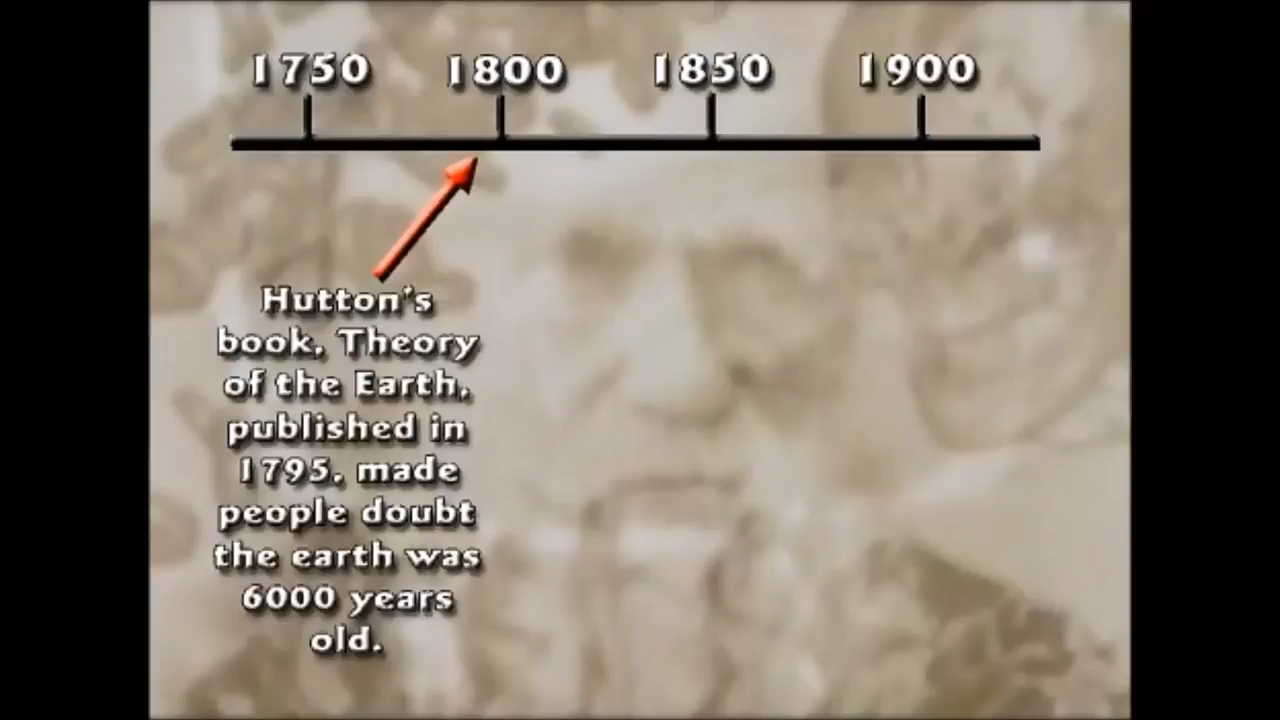 1750 1800 1850 1900
Hutton's
book, Theory
of the Earth,
published in
1795, made
people doubt
the earth was
6000 years
old.